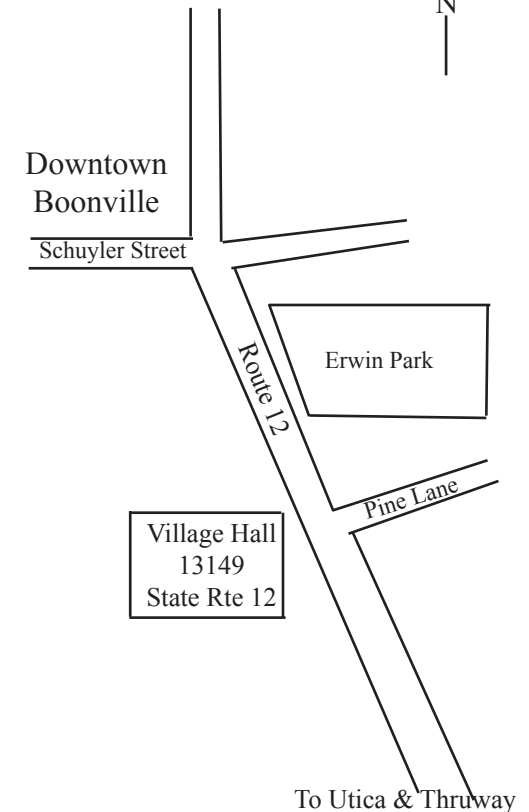 N
Downtown
Boonville
Schuyler Street
Erwin Park
Route 12
Pine Lane
Village Hall
13149
State Rte 12
To Utica & Thruway